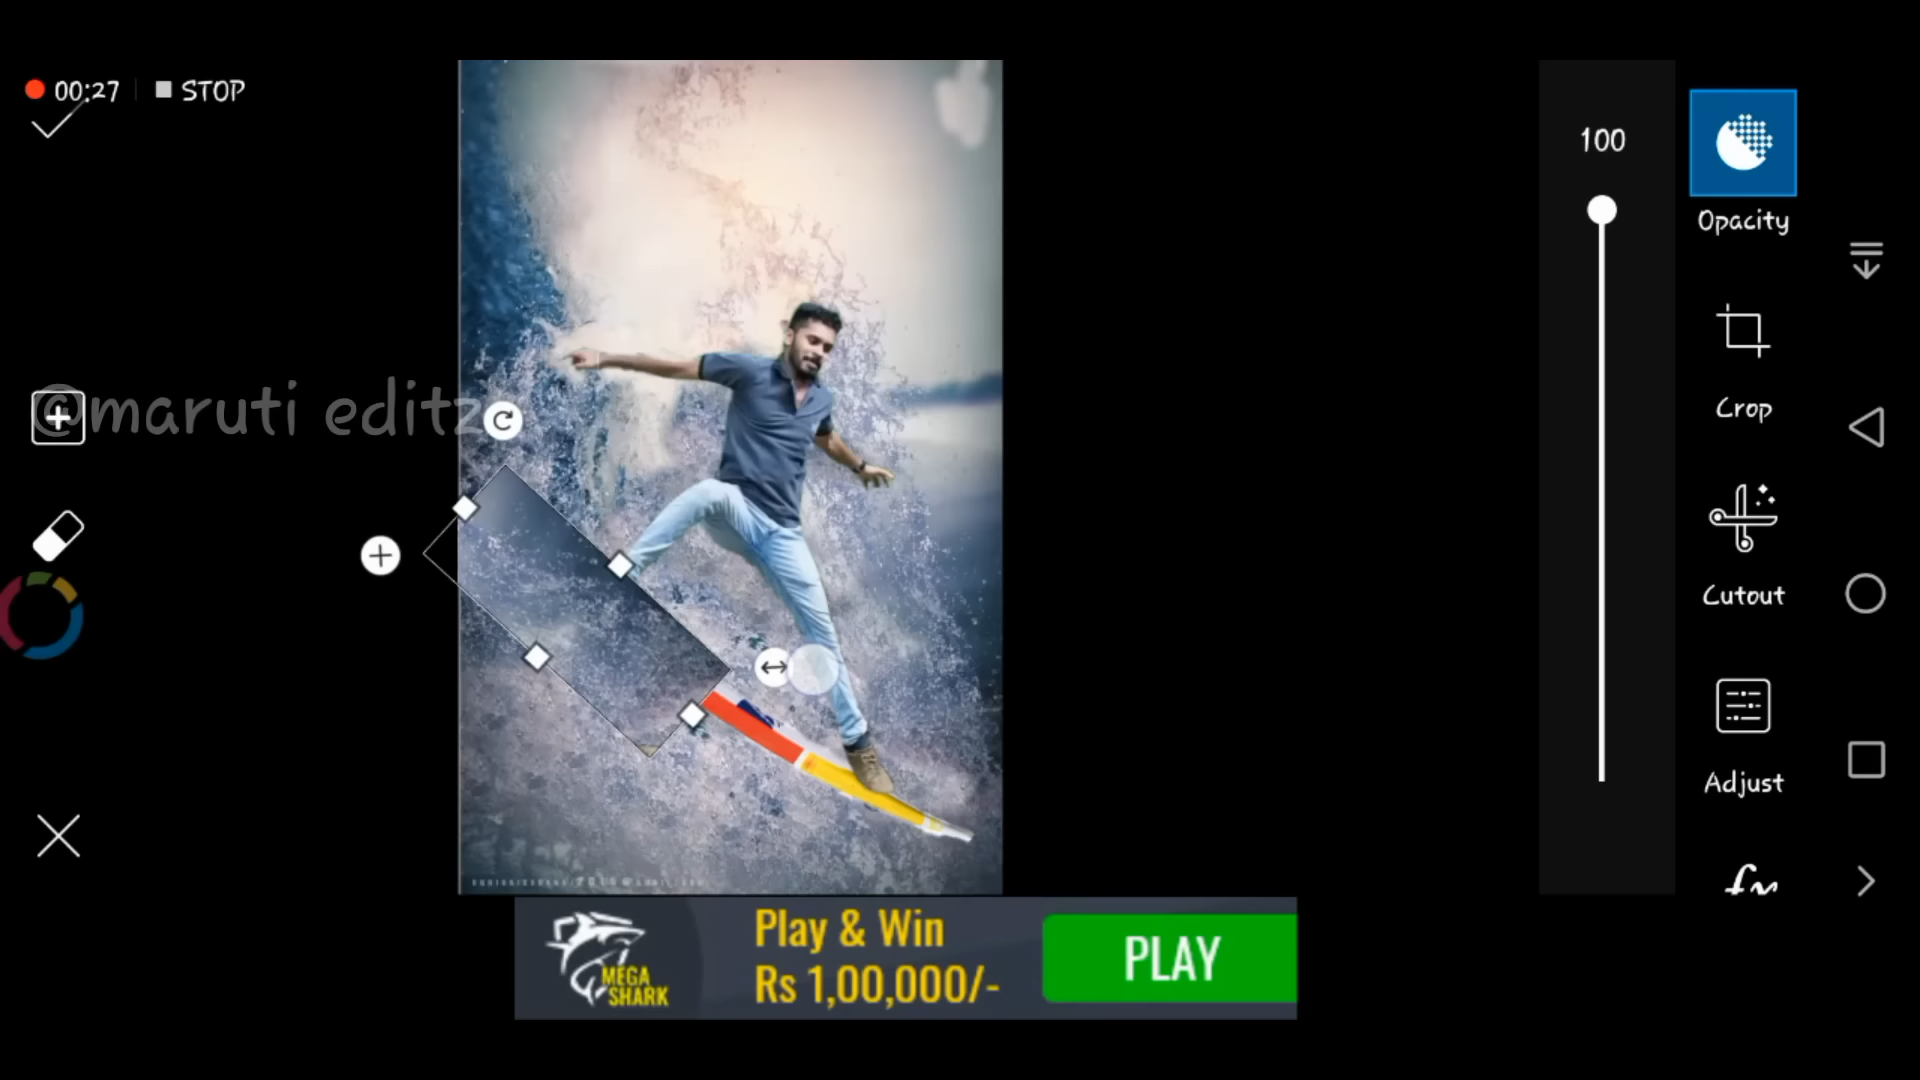 00:27 STOP
100
Opacity
@maruti editz
Crop
Cutout
Adjust
MEGA
SHARK
Play & Win
Rs 1,00,000/-
PLAY